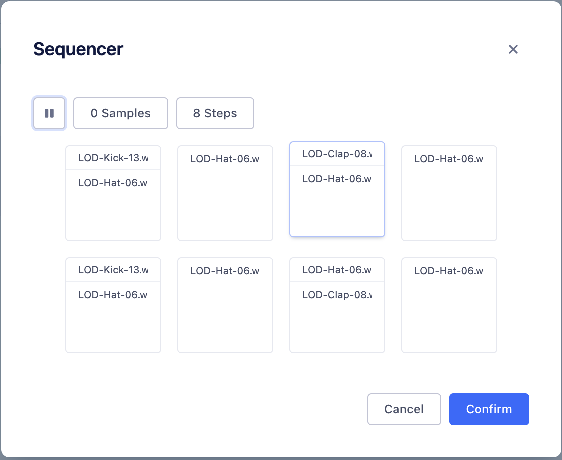 Sequencer
0 Samples
8 Steps
LOD-Kick-13.w
LOD-Hat-06.w
LOD-Hat-06.w
LOD-Clap-08.w
LOD-Hat-06.w
LOD-Hat-06.w
LOD-Kick-13.w
LOD-Hat-06.w
LOD-Hat-06.w
LOD-Hat-06.w
LOD-Clap-08.w
LOD-Hat-06.w
Cancel
Confirm